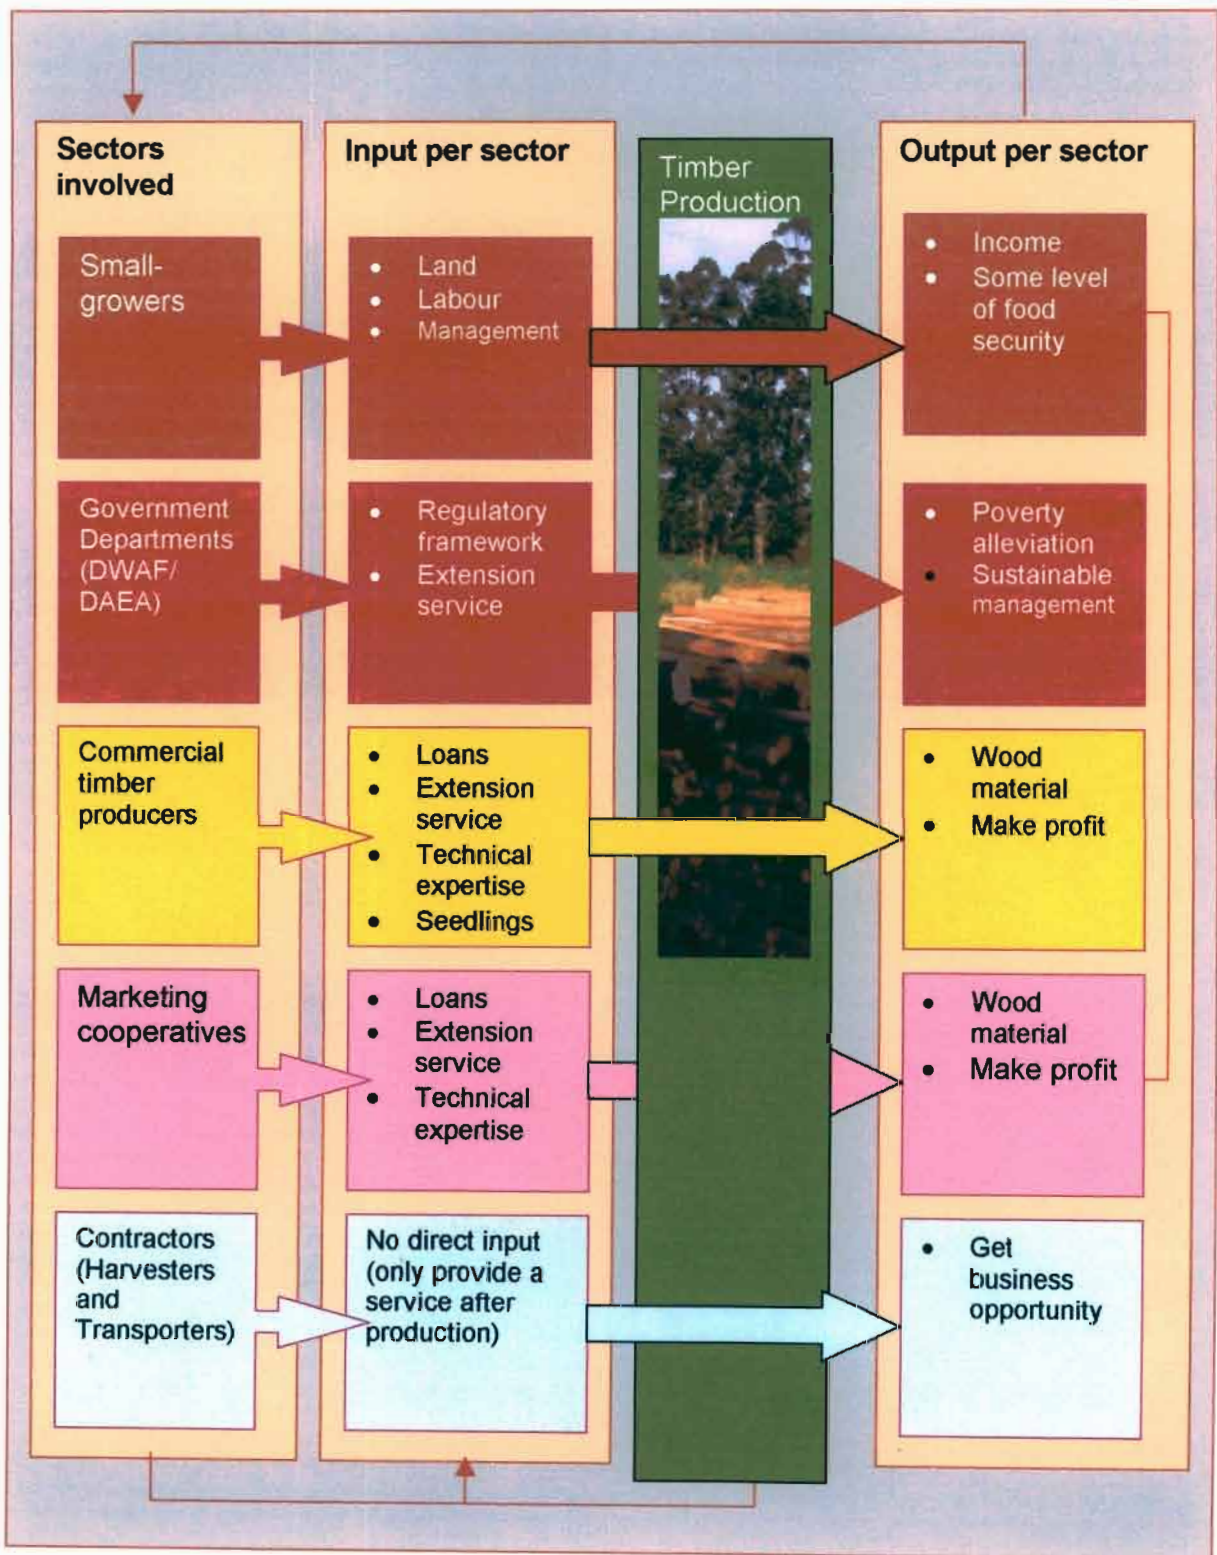 Sectors
involved
Small-
growers
Government
Departments
(DWAF/
DAEA)
Commercial
timber
producers
Marketing
cooperatives
Contractors
(Harvesters
and
Transporters)
Input per sector
• Land
• Labour
• Management
• Regulatory
framework
• Extension
service
• Loans
• Extension
service
• Technical
expertise
• Seedlings
• Loans
• Extension
service
• Technical
expertise
No direct input
(only provide a
service after
production)
Timber
Production
Output per sector
• Income
• Some level
of food
security
• Poverty
alleviation
• Sustainable
management
• Wood
material
• Make profit
• Wood
material
• Make profit
• Get
business
opportunity